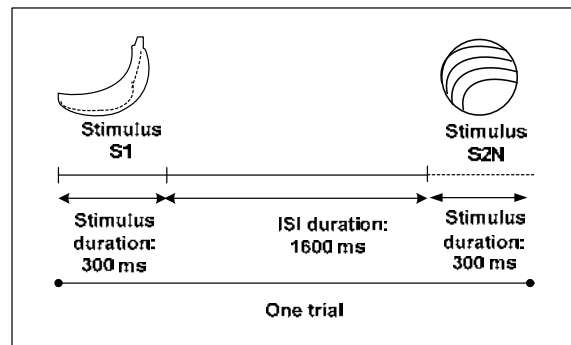 Stimulus
S1
Stimulus
S2N
Stimulus
duration:
300 ms
ISI duration:
1600 ms
Stimulus
duration:
300 ms
One trial